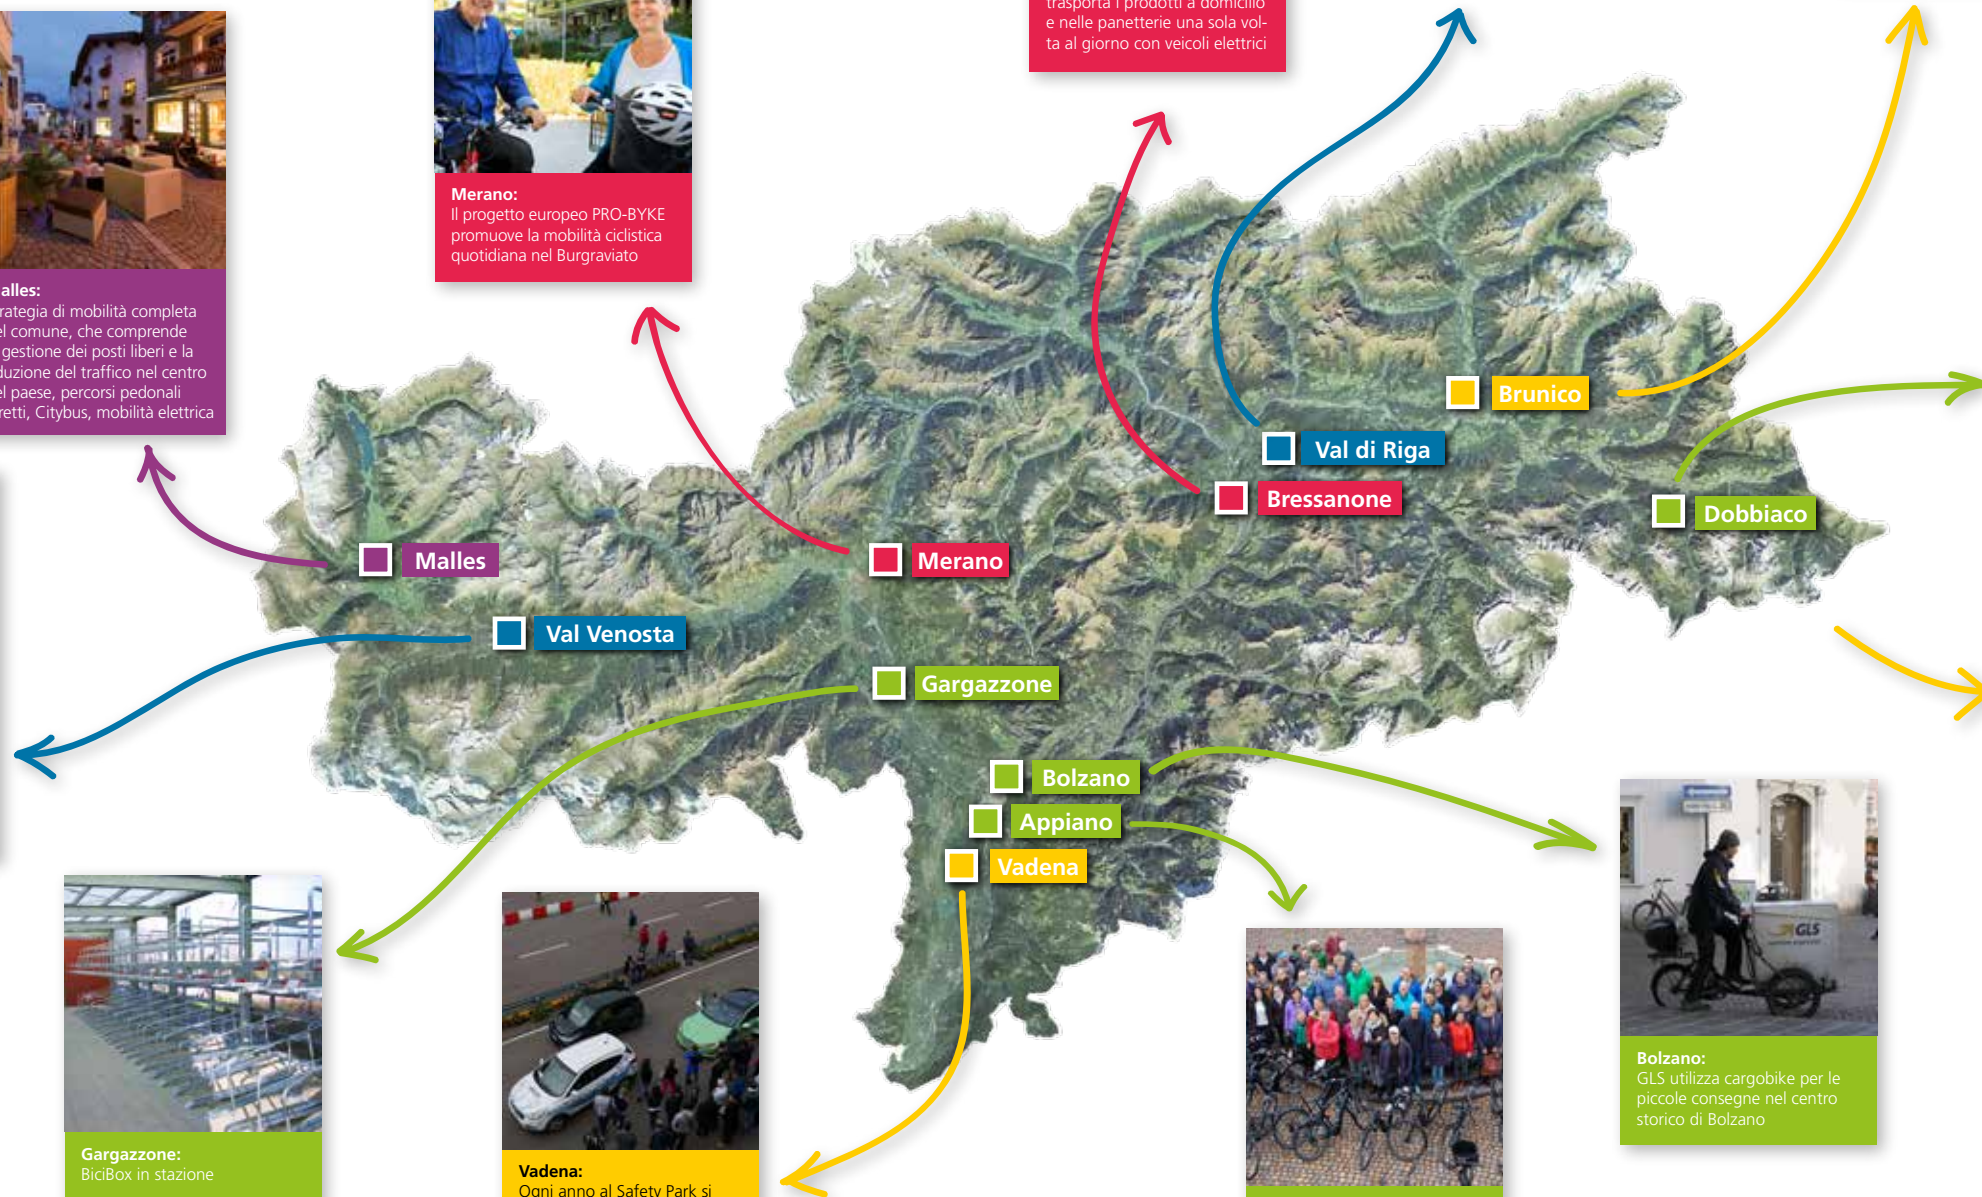 trasporta i prodotti a domicilio
e nelle panetterie una sola vol-
ta al giorno con veicoli elettrici
Merano:
Il progetto europeo PRO-BYKE
promuove la mobilità ciclistica
quotidiana nel Burgraviato
alles:
rategia di mobilità completa
el comune, che comprende
gestione dei posti liberi e la
duzione del traffico nel centro
el paese, percorsi pedonali
retti, Citybus, mobilità elettrica
Brunico
Val di Riga
Bressanone
Dobbiaco
Malles
Merano
Val Venosta
Gargazzone
Bolzano
Appiano
Vadena
GLS
Bolzano:
GLS utilizza cargobike per le
piccole consegne nel centro
storico di Bolzano
Gargazzone:
BiciBox in stazione
Vadena:
Ogni anno al Safety Park si